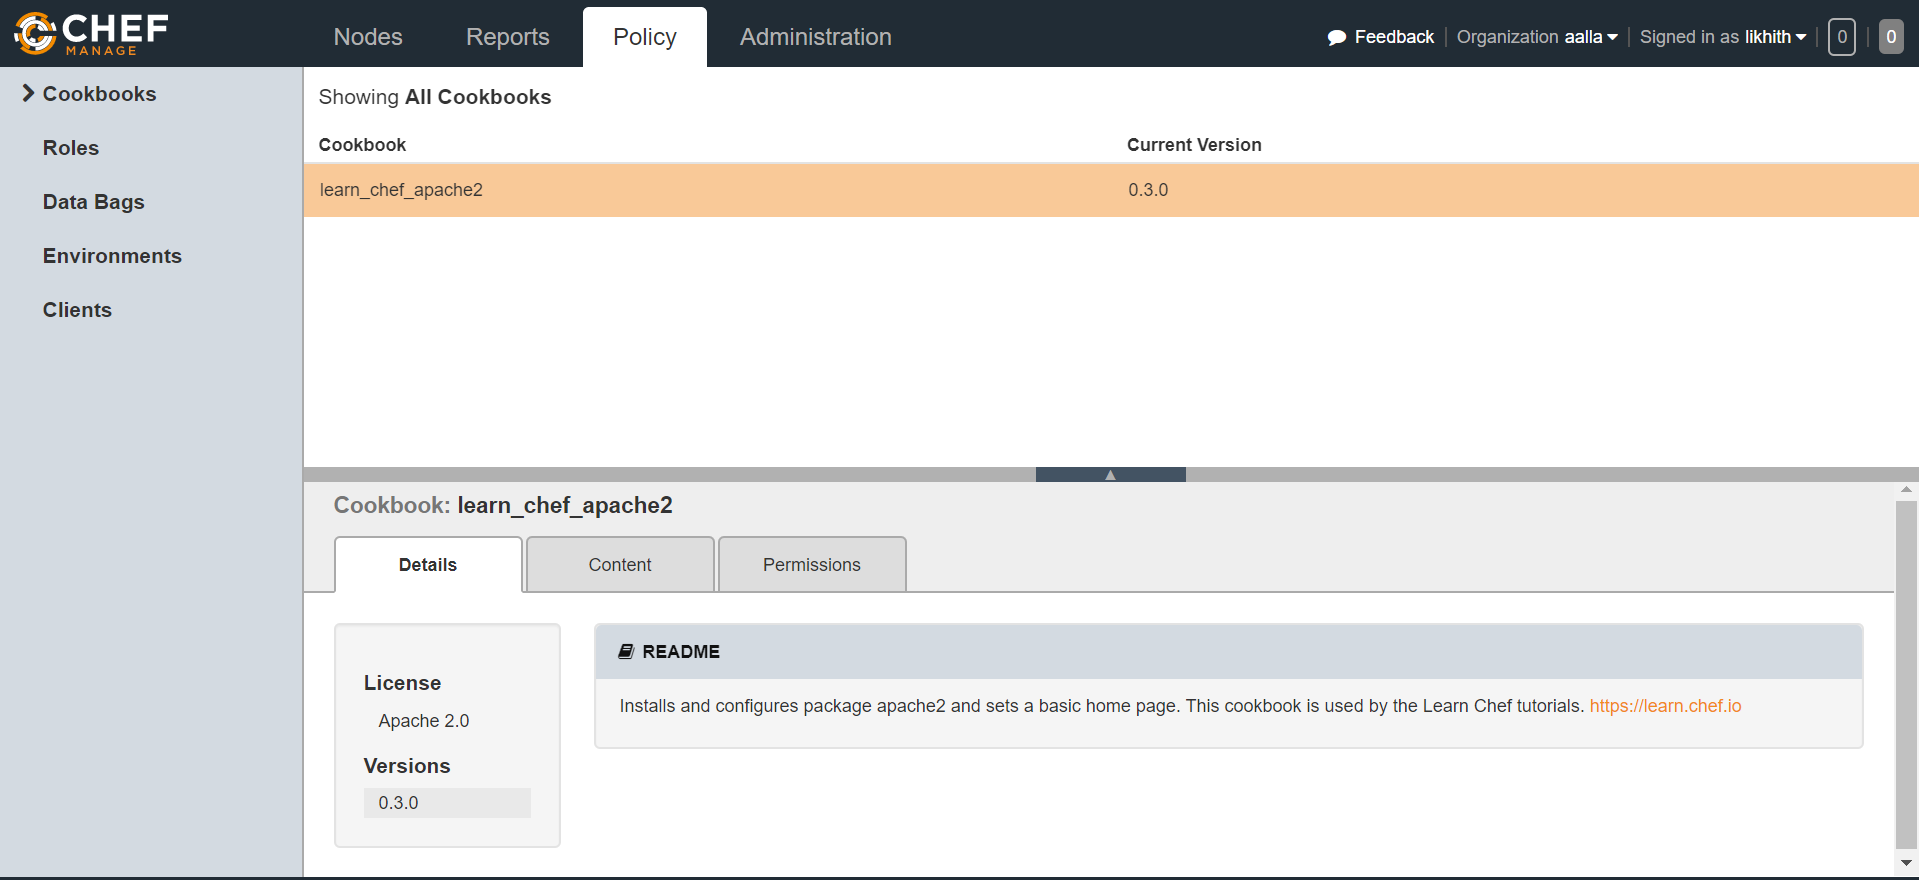 CHEF
MANAGE
Nodes Reports Policy Administration Feedback Organization aalla Signed in as likhith 0 0
Cookbooks
Roles
Data Bags
Environments
Clients
Showing All Cookbooks
Cookbook Current Version
learn_chef_apache2 0.3.0
Cookbook: learn_chef_apache2
Details Content Permissions
License
Apache 2.0
Versions
0.3.0
README
Installs and configures package apache2 and sets a basic home page. This cookbook is used by the Learn Chef tutorials. https://learn.chef.io